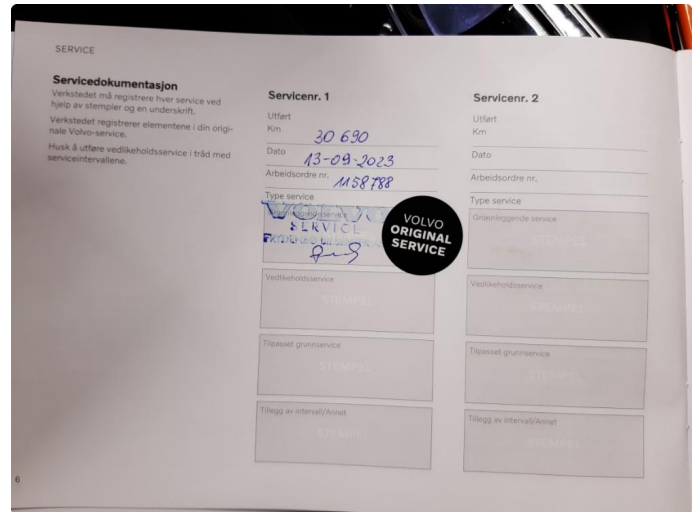 SERVICE
Servicedokumentasjon
Verkstedet må registrere hver service ved
hjelp av stempler og en underskrift.
Verkstedet registrerer elementene i din origi-
nale Volvo-service.
Husk å utføre vedlikeholdsservice i tråd med
serviceintervallene.
Servicenr. 1
Utført
Km 30 690
Dato 13-09-2023
Arbeidsordre nr. 1158788
Type service
Grunnleggende service
VOLVO
SERVICE
VOLVO
ORIGINAL
SERVICE
Vedlikeholdsservice
STEMPEL
Tilpasset grunnservice
STEMPEL
Tillegg av intervall/Annet
STEMPEL
Servicenr. 2
Utført
Km
Dato
Arbeidsordre nr.
Type service
Grunnleggende service
STEMPEL
Vedlikeholdsservice
STEMPEL
Tilpasset grunnservice
STEMPEL
Tillegg av intervall/Annet
STEMPEL
6